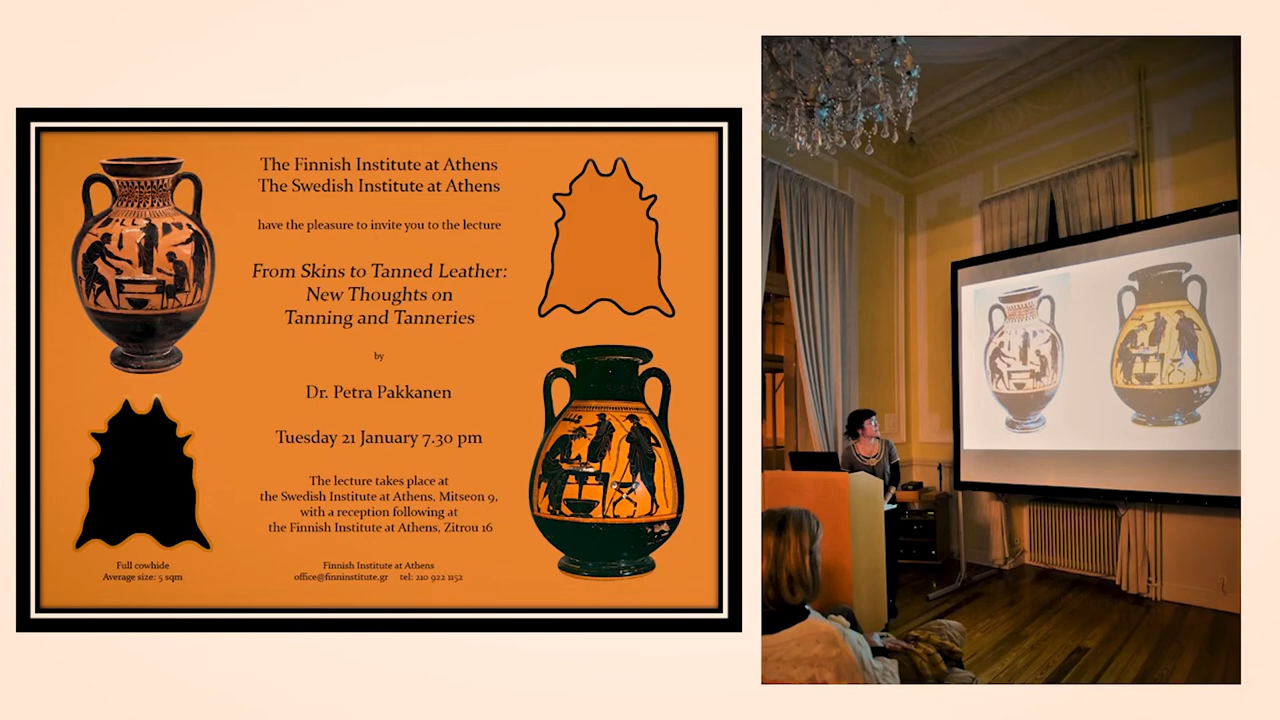 The Finnish Institute at Athens
The Swedish Institute at Athens
have the pleasure to invite you to the lecture
From Skins to Tanned Leather:
New Thoughts on
Tanning and Tanneries
by
Dr. Petra Pakkanen
Tuesday 21 January 7.30 pm
The lecture takes place at
the Swedish Institute at Athens, Mitseon 9,
with a reception following at
the Finnish Institute at Athens, Zitrou 16
Full cowhide
Average size: 5 sqm
Finnish Institute at Athens
office@finninstitute.gr tel: 210 922 1152